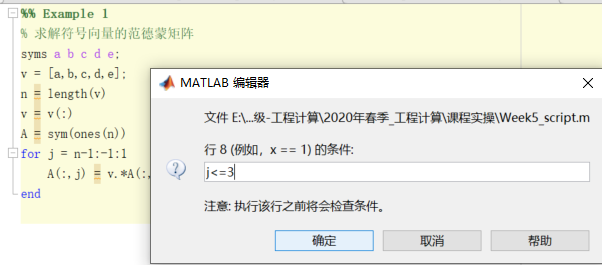 %% Example 1
% 求解符号向量的范德蒙矩阵
syms a b c d e;
v = [a,b,c,d,e];
n = length(v)
v = v(:)
A = sym(ones(n))
for j = n-1:-1:1
A(:,j) = v.*A(:,
end
MATLAB 编辑器
文件 E:\...级-工程计算\2020年春季_工程计算\课程实操\Week5_script.m
行 8 (例如，x == 1) 的条件:
j<=3
注意: 执行该行之前将会检查条件。
确定
取消
帮助